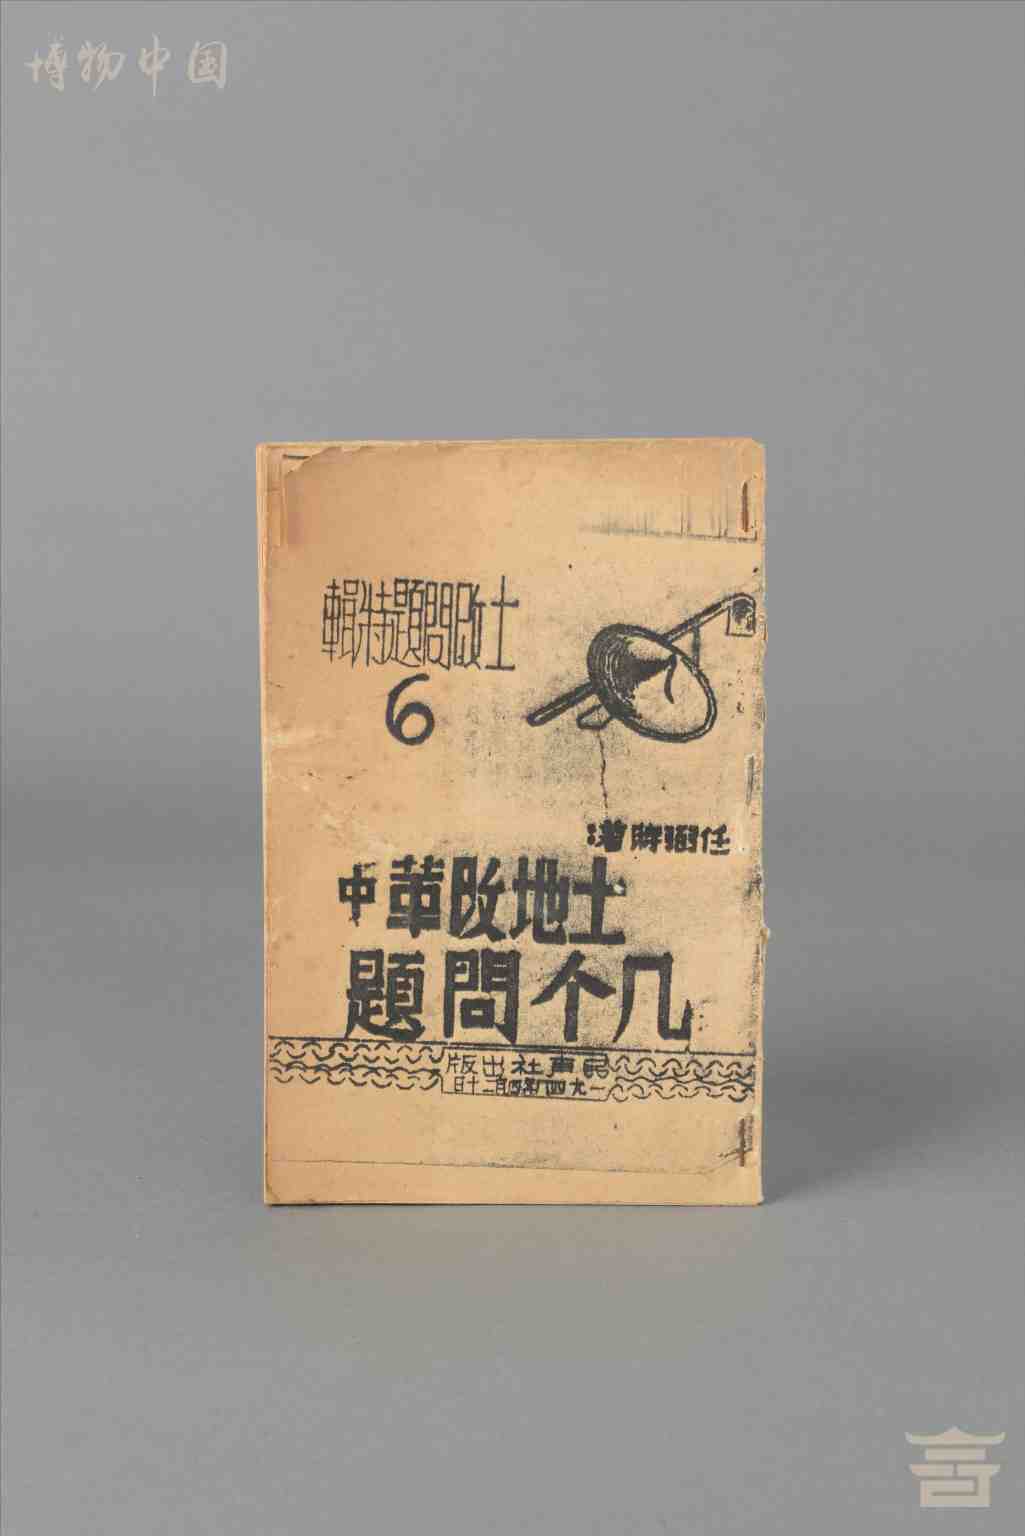 博物中国
土改問題特輯
6
任弼時著
土地改革中
几个問題
社出版